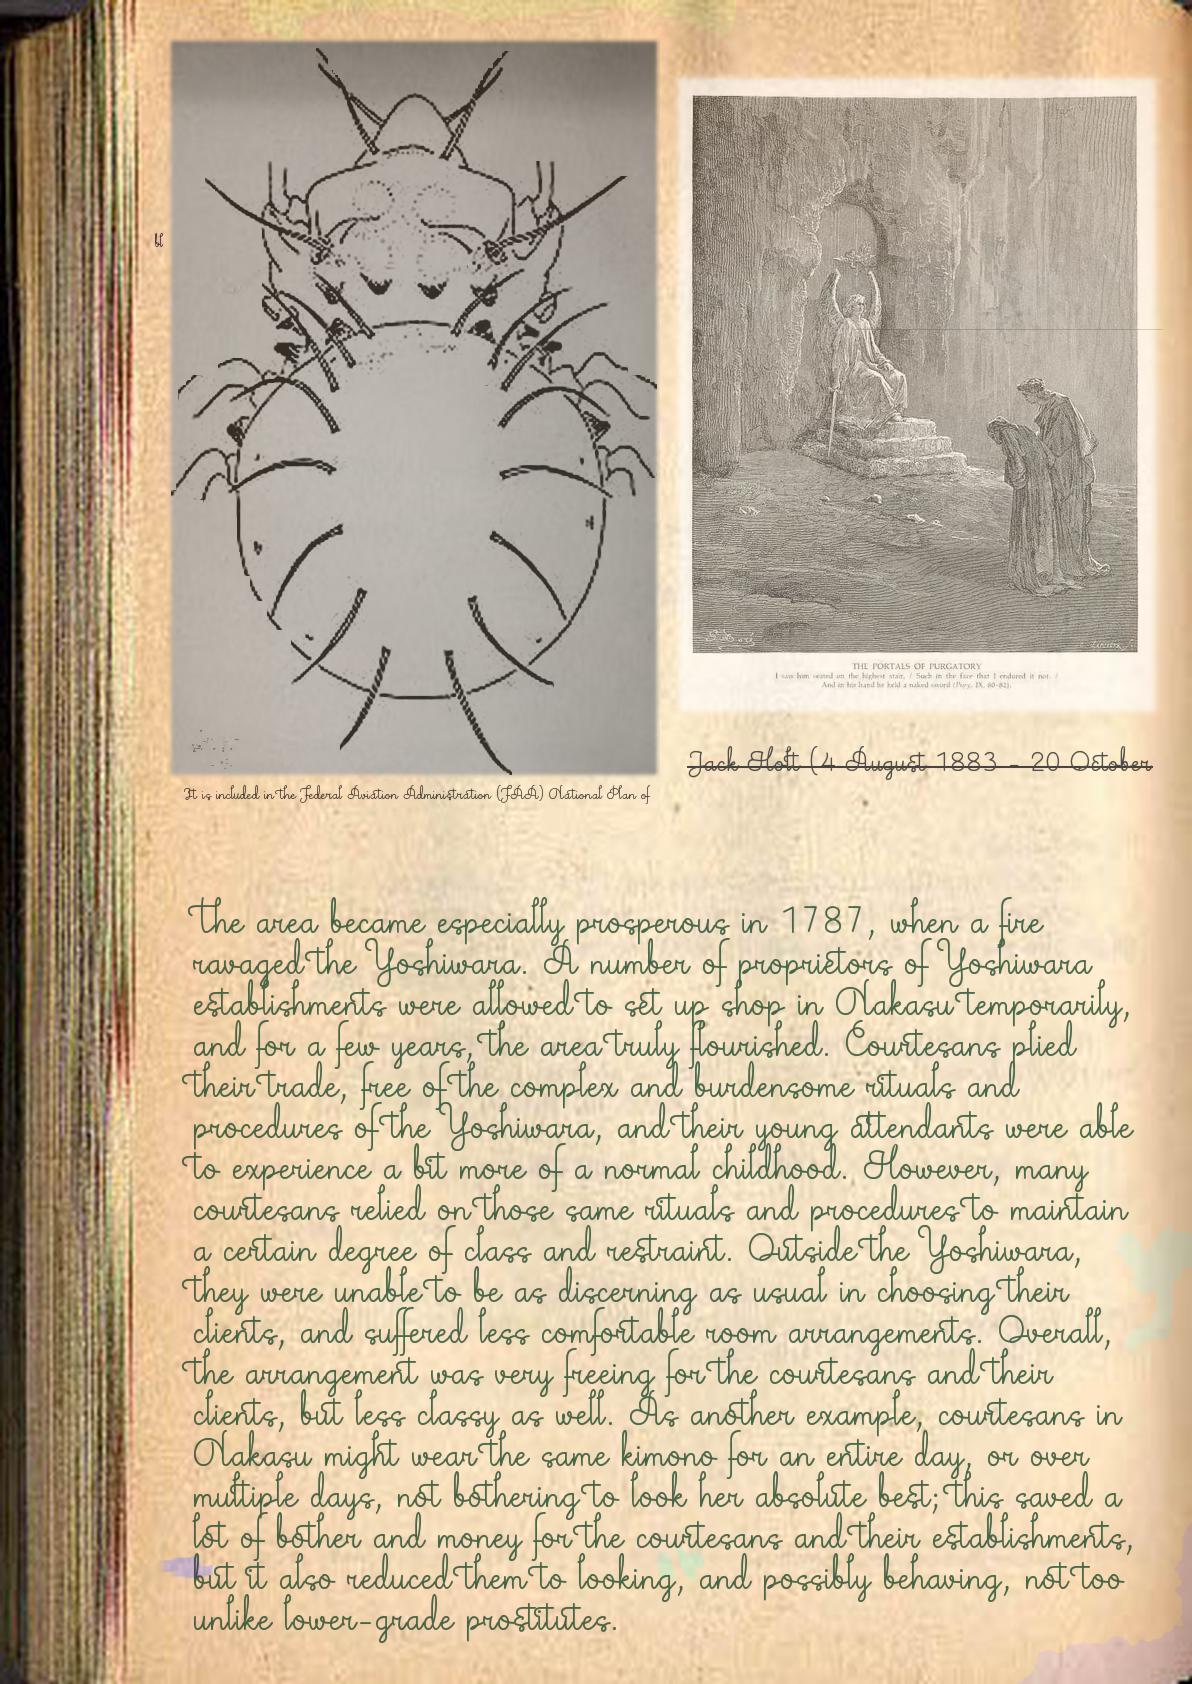 u
THE PORTALS OF PURGATORY
I saw him seated on the highest stair, / Such in the face that I endured it not. /
And in his hand he held a naked sword (Purg. IX, 80-82).
Jack Holt (4 August 1883 - 20 October
It is included in the Federal Aviation Administration (FAA) National Plan of
The area became especially prosperous in 1787, when a fire
ravaged the Yoshiwara. A number of proprietors of Yoshiwara
establishments were allowed to set up shop in Nakasu temporarily,
and for a few years, the area truly flourished. Courtesans plied
their trade, free of the complex and burdensome rituals and
procedures of the Yoshiwara, and their young attendants were able
to experience a bit more of a normal childhood. However, many
courtesans relied on those same rituals and procedures to maintain
a certain degree of class and restraint. Outside the Yoshiwara,
they were unable to be as discerning as usual in choosing their
clients, and suffered less comfortable room arrangements. Overall,
the arrangement was very freeing for the courtesans and their
clients, but less classy as well. As another example, courtesans in
Nakasu might wear the same kimono for an entire day, or over
multiple days, not bothering to look her absolute best; this saved a
lot of bother and money for the courtesans and their establishments,
but it also reduced them to looking, and possibly behaving, not too
unlike lower-grade prostitutes.